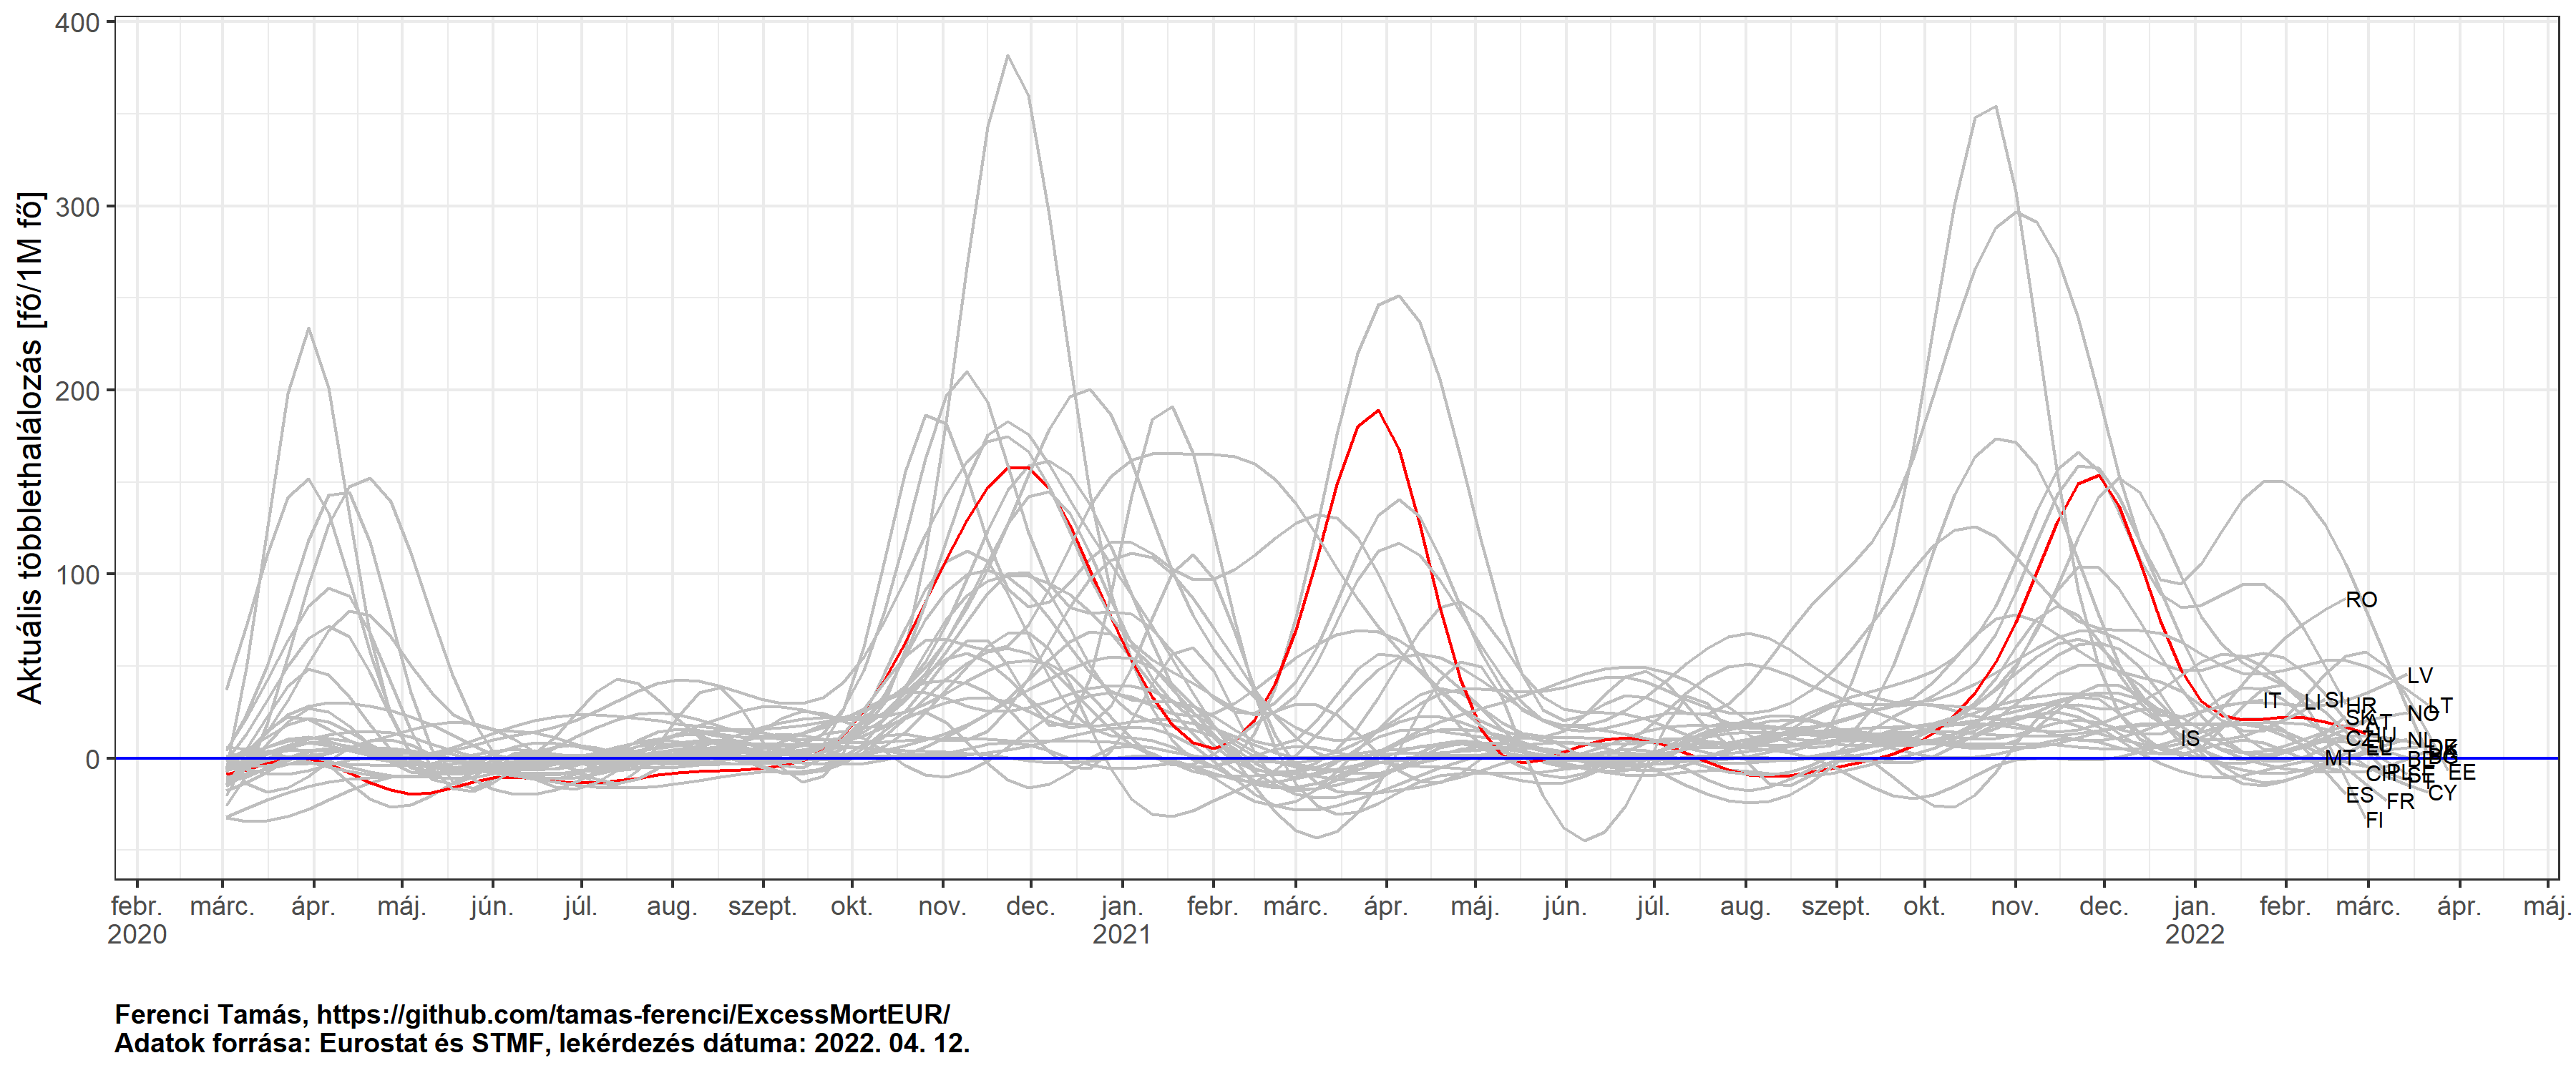 Aktuális többlethalálozás [fő/1M fő]
400
300
200
100
0
RO
LV
IT
LI
SI
HR
LT
SK
NO
AT
HU
IS
CZ
EL
NL
MT
CH
PL
SE
EE
ES
FR
CY
FI
febr. márc. ápr. máj. jún. júl. aug. szept. okt. nov. dec. jan. febr. márc. ápr. máj. jún. júl. aug. szept. okt. nov. dec. jan. febr. márc. ápr. máj.
2020 2021 2022
Ferenci Tamás, https://github.com/tamas-ferenci/ExcessMortEUR/
Adatok forrása: Eurostat és STMF, lekérdezés dátuma: 2022. 04. 12.